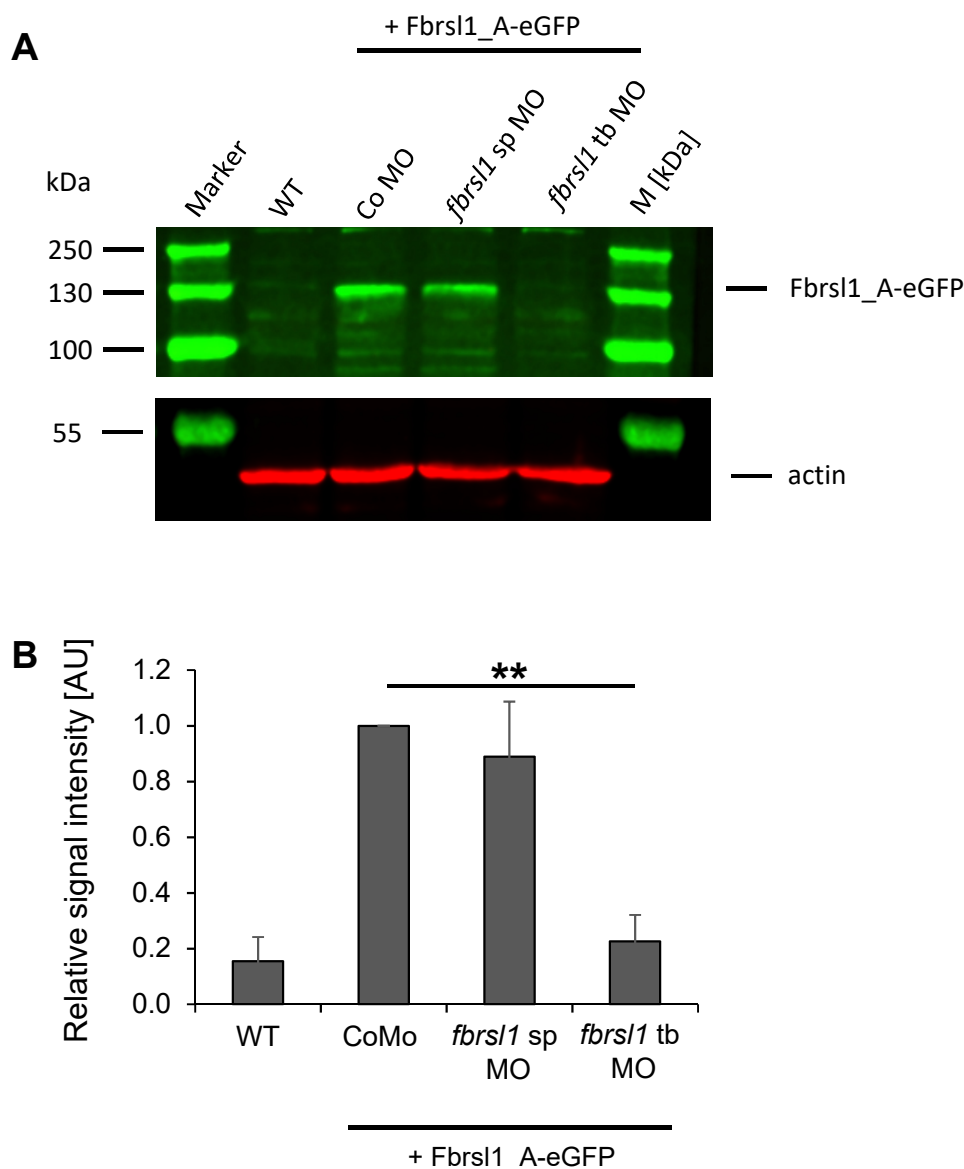 A
+ Fbrsl1_A-eGFP
kDa
Marker
WT
Co MO
fbrsl1 sp MO
fbrsl1 tb MO
M [kDa]
250
130
100
Fbrsl1_A-eGFP
55
actin
B
Relative signal intensity [AU]
1.2
1.0
0.8
0.6
0.4
0.2
0.0
**
WT
CoMo
fbrsl1 sp
MO
fbrsl1 tb
MO
+ Fbrsl1_A-eGFP